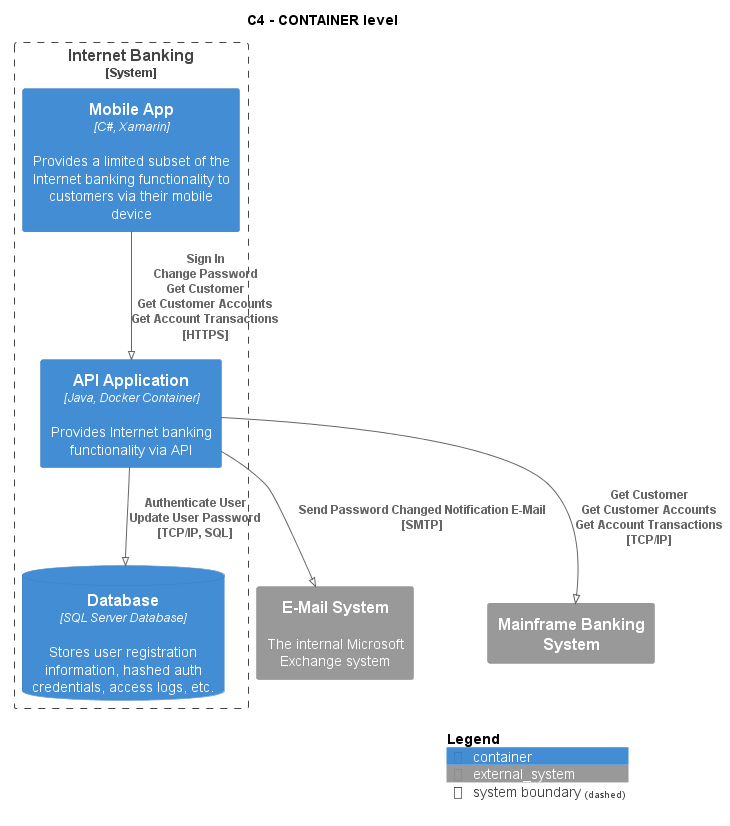 C4 - CONTAINER level
Internet Banking
[System]
Mobile App
[C#, Xamarin]
Provides a limited subset of the
Internet banking functionality to
customers via their mobile
device
Sign In
Change Password
Get Customer
Get Customer Accounts
Get Account Transactions
[HTTPS]
API Application
[Java, Docker Container]
Provides Internet banking
functionality via API
Authenticate User
Update User Password
[TCP/IP, SQL]
Send Password Changed Notification E-Mail
[SMTP]
Get Customer
Get Customer Accounts
Get Account Transactions
[TCP/IP]
Database
[SQL Server Database]
Stores user registration
information, hashed auth
credentials, access logs, etc.
E-Mail System
The internal Microsoft
Exchange system
Mainframe Banking
System
Legend
container
external_system
system boundary (dashed)